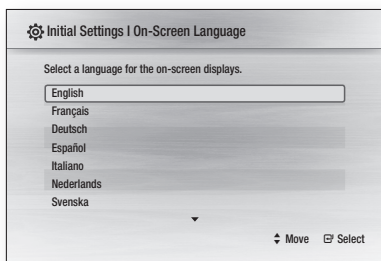 Initial Settings I On-Screen Language
Select a language for the on-screen displays.
English
Français
Deutsch
Español
Italiano
Nederlands
Svenska
Move Select